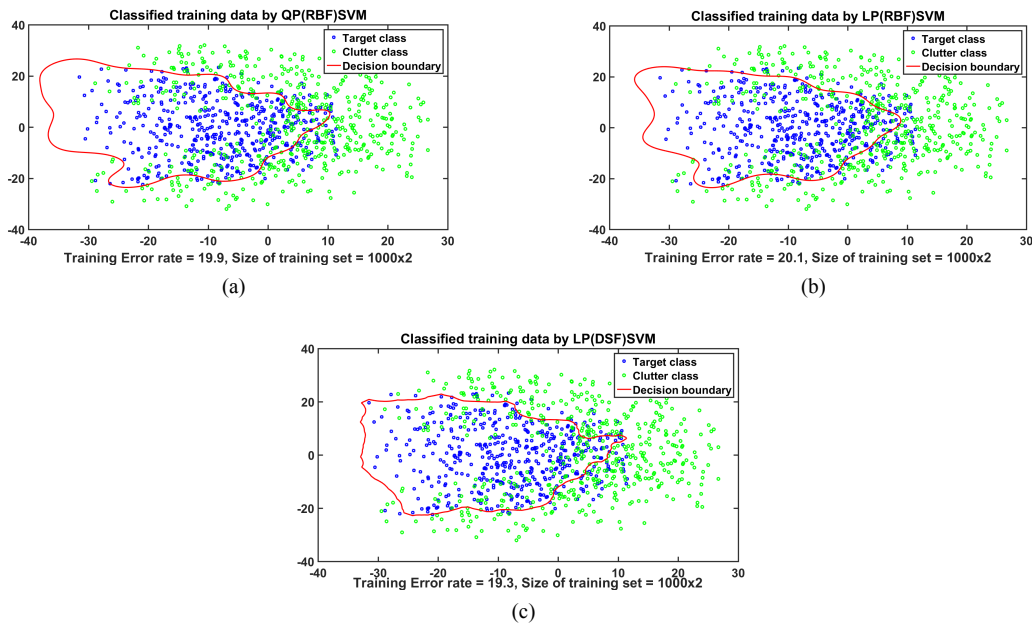 Classified training data by QP(RBF)SVM
40
20
0
-20
-40
-40 -30 -20 -10 0 10 20 30
Target class
Clutter class
Decision boundary
Training Error rate = 19.9, Size of training set = 1000x2
(a)
Classified training data by LP(RBF)SVM
40
20
0
-20
-40
-40 -30 -20 -10 0 10 20 30
Target class
Clutter class
Decision boundary
Training Error rate = 20.1, Size of training set = 1000x2
(b)
Classified training data by LP(DSF)SVM
40
20
0
-20
-40
-40 -30 -20 -10 0 10 20 30
Target class
Clutter class
Decision boundary
Training Error rate = 19.3, Size of training set = 1000x2
(c)